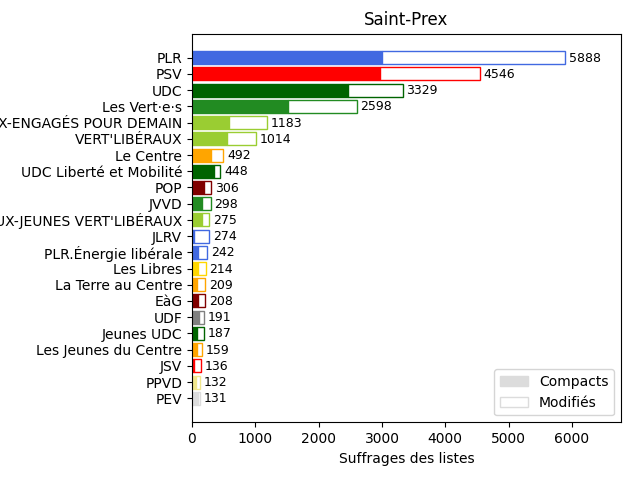 Saint-Prex
PLR 5888
PSV 4546
UDC 3329
Les Vert·e·s 2598
X-ENGAGÉS POUR DEMAIN 1183
VERT'LIBÉRAUX 1014
Le Centre 492
UDC Liberté et Mobilité 448
POP 306
JVVD 298
UX-JEUNES VERT'LIBÉRAUX 275
JLRV 274
PLR.Énergie libérale 242
Les Libres 214
La Terre au Centre 209
EàG 208
UDF 191
Jeunes UDC 187
Les Jeunes du Centre 159
JSV 136
PPVD 132
PEV 131
Compacts
Modifiés
0 1000 2000 3000 4000 5000 6000
Suffrages des listes